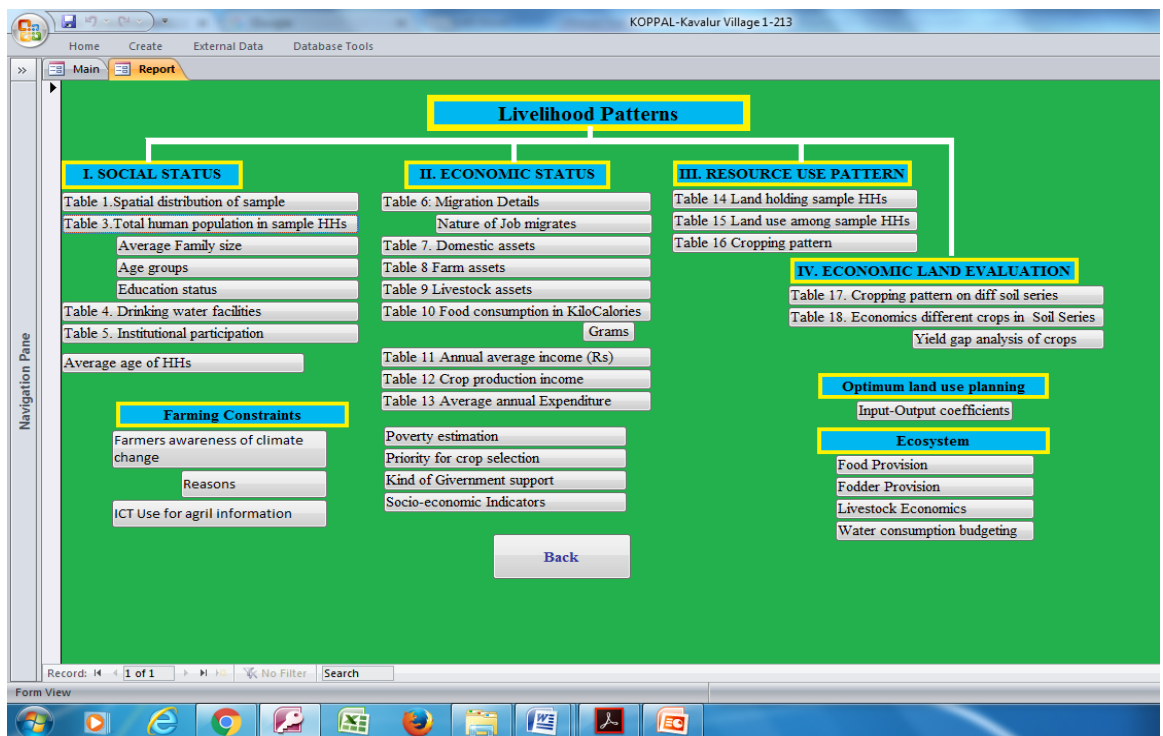 KOPPAL-Kavalur Village 1-213
Home Create External Data Database Tools
Main Report
Navigation Pane
Livelihood Patterns
I. SOCIAL STATUS
Table 1.Spatial distribution of sample
Table 3.Total human population in sample HHs
Average Family size
Age groups
Education status
Table 4. Drinking water facilities
Table 5. Institutional participation
Average age of HHs
Farming Constraints
Farmers awareness of climate
change
Reasons
ICT Use for agril information
II. ECONOMIC STATUS
Table 6: Migration Details
Nature of Job migrates
Table 7. Domestic assets
Table 8 Farm assets
Table 9 Livestock assets
Table 10 Food consumption in KiloCalories
Grams
Table 11 Annual average income (Rs)
Table 12 Crop production income
Table 13 Average annual Expenditure
Poverty estimation
Priority for crop selection
Kind of Givernment support
Socio-economic Indicators
Back
III. RESOURCE USE PATTERN
Table 14 Land holding sample HHs
Table 15 Land use among sample HHs
Table 16 Cropping pattern
IV. ECONOMIC LAND EVALUATION
Table 17. Cropping pattern on diff soil series
Table 18. Economics different crops in Soil Series
Yield gap analysis of crops
Optimum land use planning
Input-Output coefficients
Ecosystem
Food Provision
Fodder Provision
Livestock Economics
Water consumption budgeting
Record: 1 of 1 No Filter Search
Form View